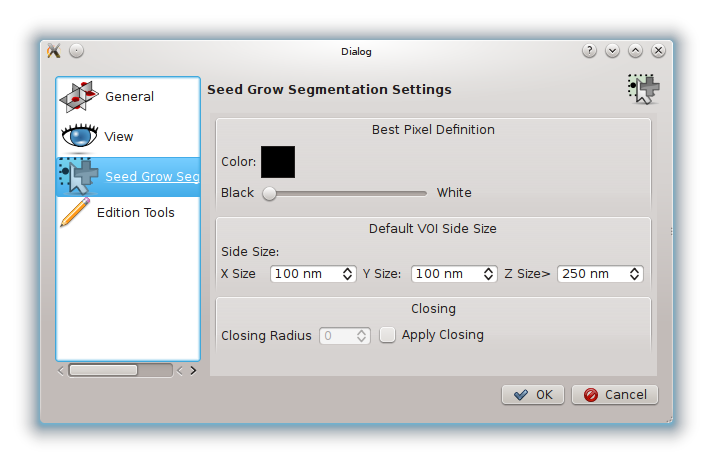 Dialog
General
View
Seed Grow Seg
Edition Tools
Seed Grow Segmentation Settings
Best Pixel Definition
Color:
Black White
Default VOI Side Size
Side Size:
X Size 100 nm Y Size: 100 nm Z Size> 250 nm
Closing
Closing Radius 0 Apply Closing
OK Cancel